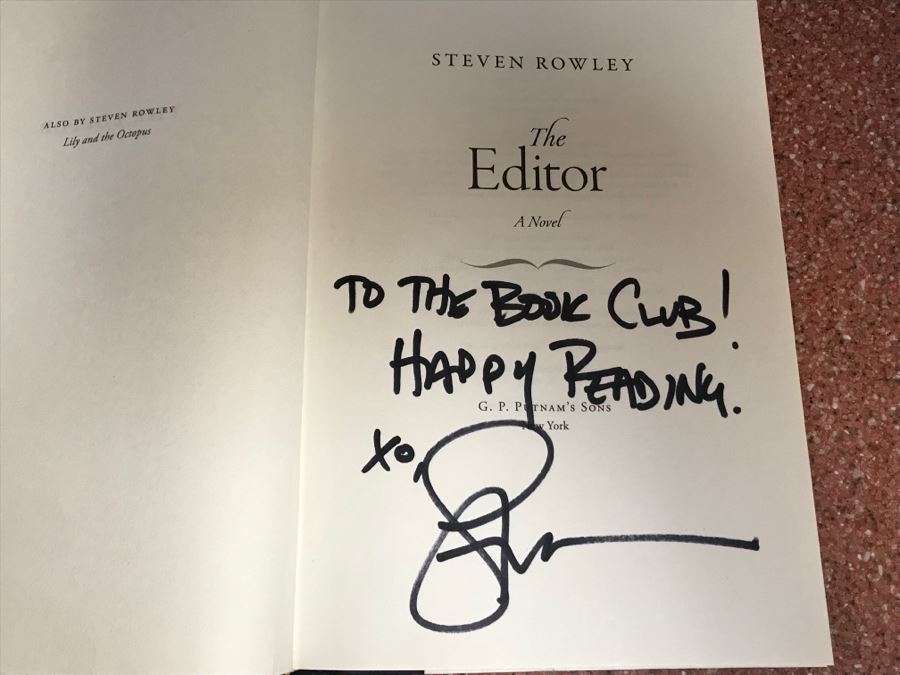 ALSO BY STEVEN ROWLEY
Lily and the Octopus
STEVEN ROWLEY
The
Editor
A Novel
TO THE BOOK CLUB!
HAPPY READING.
G. P. PUTNAM'S SONS
New York
XO,